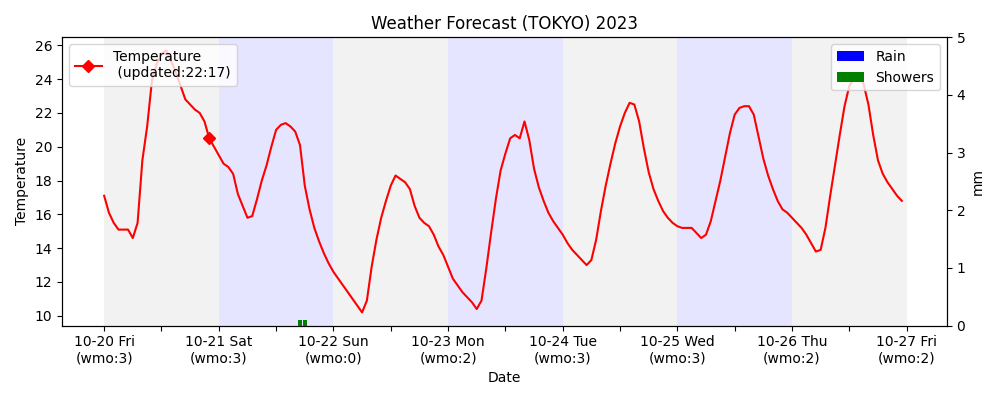 Weather Forecast (TOKYO) 2023
Temperature
(updated:22:17)
Rain
Showers
Temperature
26
24
22
20
18
16
14
12
10
5
4
3
2
1
0
mm
10-20 Fri 10-21 Sat 10-22 Sun 10-23 Mon 10-24 Tue 10-25 Wed 10-26 Thu 10-27 Fri
(wmo:3) (wmo:3) (wmo:0) (wmo:2) (wmo:3) (wmo:3) (wmo:2) (wmo:2)
Date